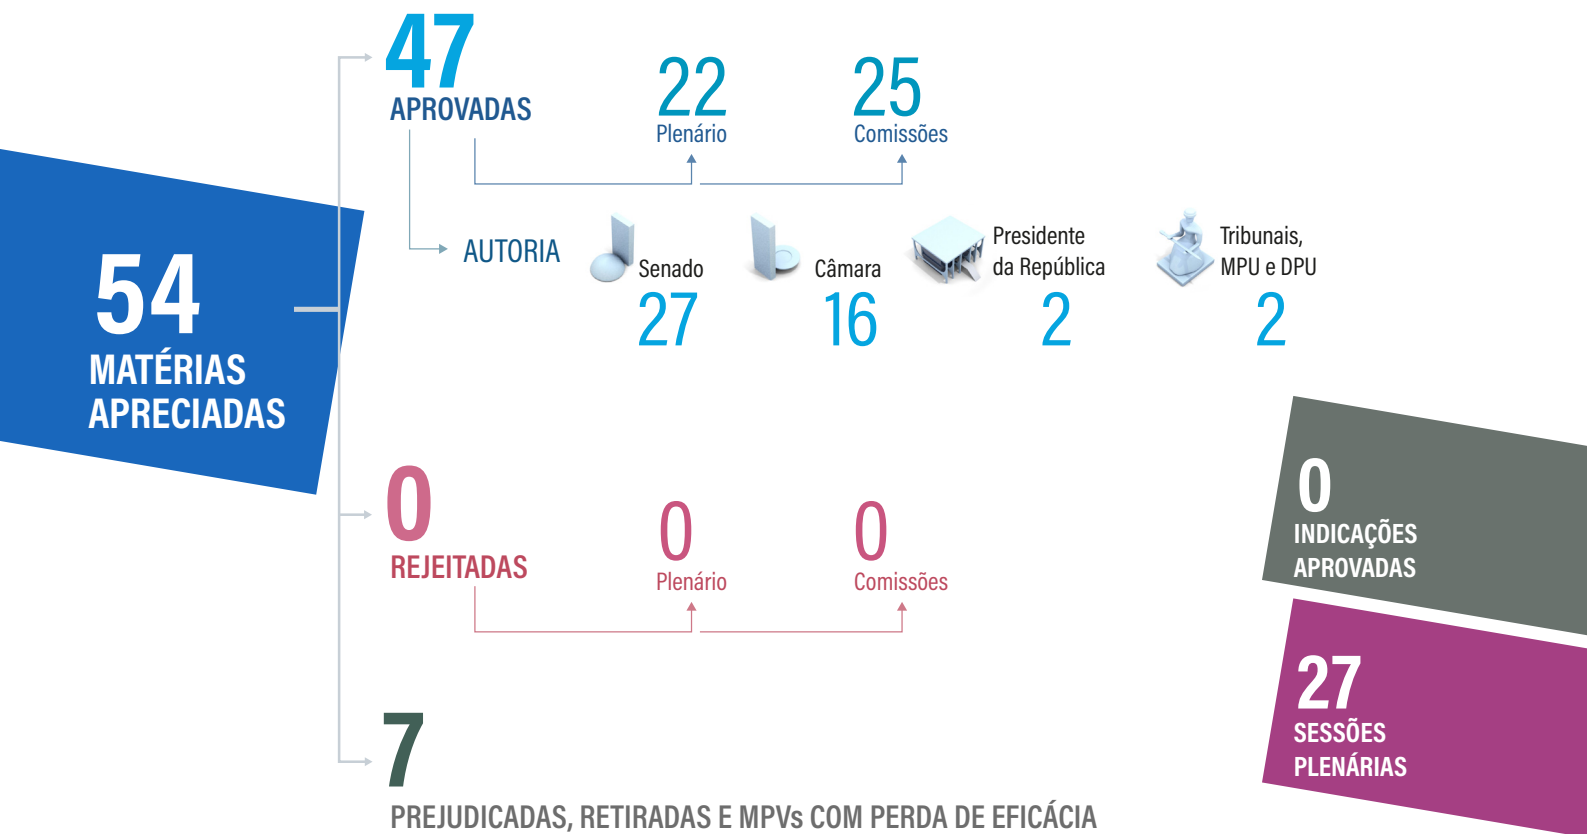 54
MATÉRIAS
APRECIADAS
47
APROVADAS
22
Plenário
25
Comissões
AUTORIA
Senado
27
Câmara
16
Presidente
da República
2
Tribunais,
MPU e DPU
2
0
REJEITADAS
0
Plenário
0
Comissões
7
PREJUDICADAS, RETIRADAS E MPVs COM PERDA DE EFICÁCIA
0
INDICAÇÕES
APROVADAS
27
SESSÕES
PLENÁRIAS